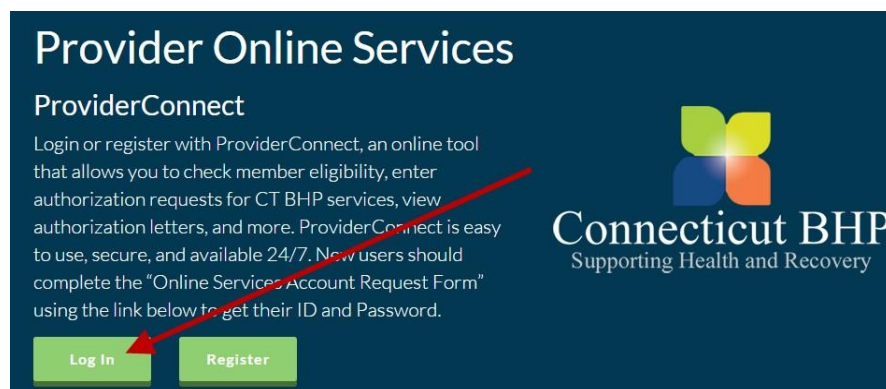 Provider Online Services
ProviderConnect
Login or register with ProviderConnect, an online tool
that allows you to check member eligibility, enter
authorization requests for CT BHP services, view
authorization letters, and more. ProviderConnect is easy
to use, secure, and available 24/7. New users should
complete the “Online Services Account Request Form”
using the link below to get their ID and Password.
Log In
Register
Connecticut BHP
Supporting Health and Recovery